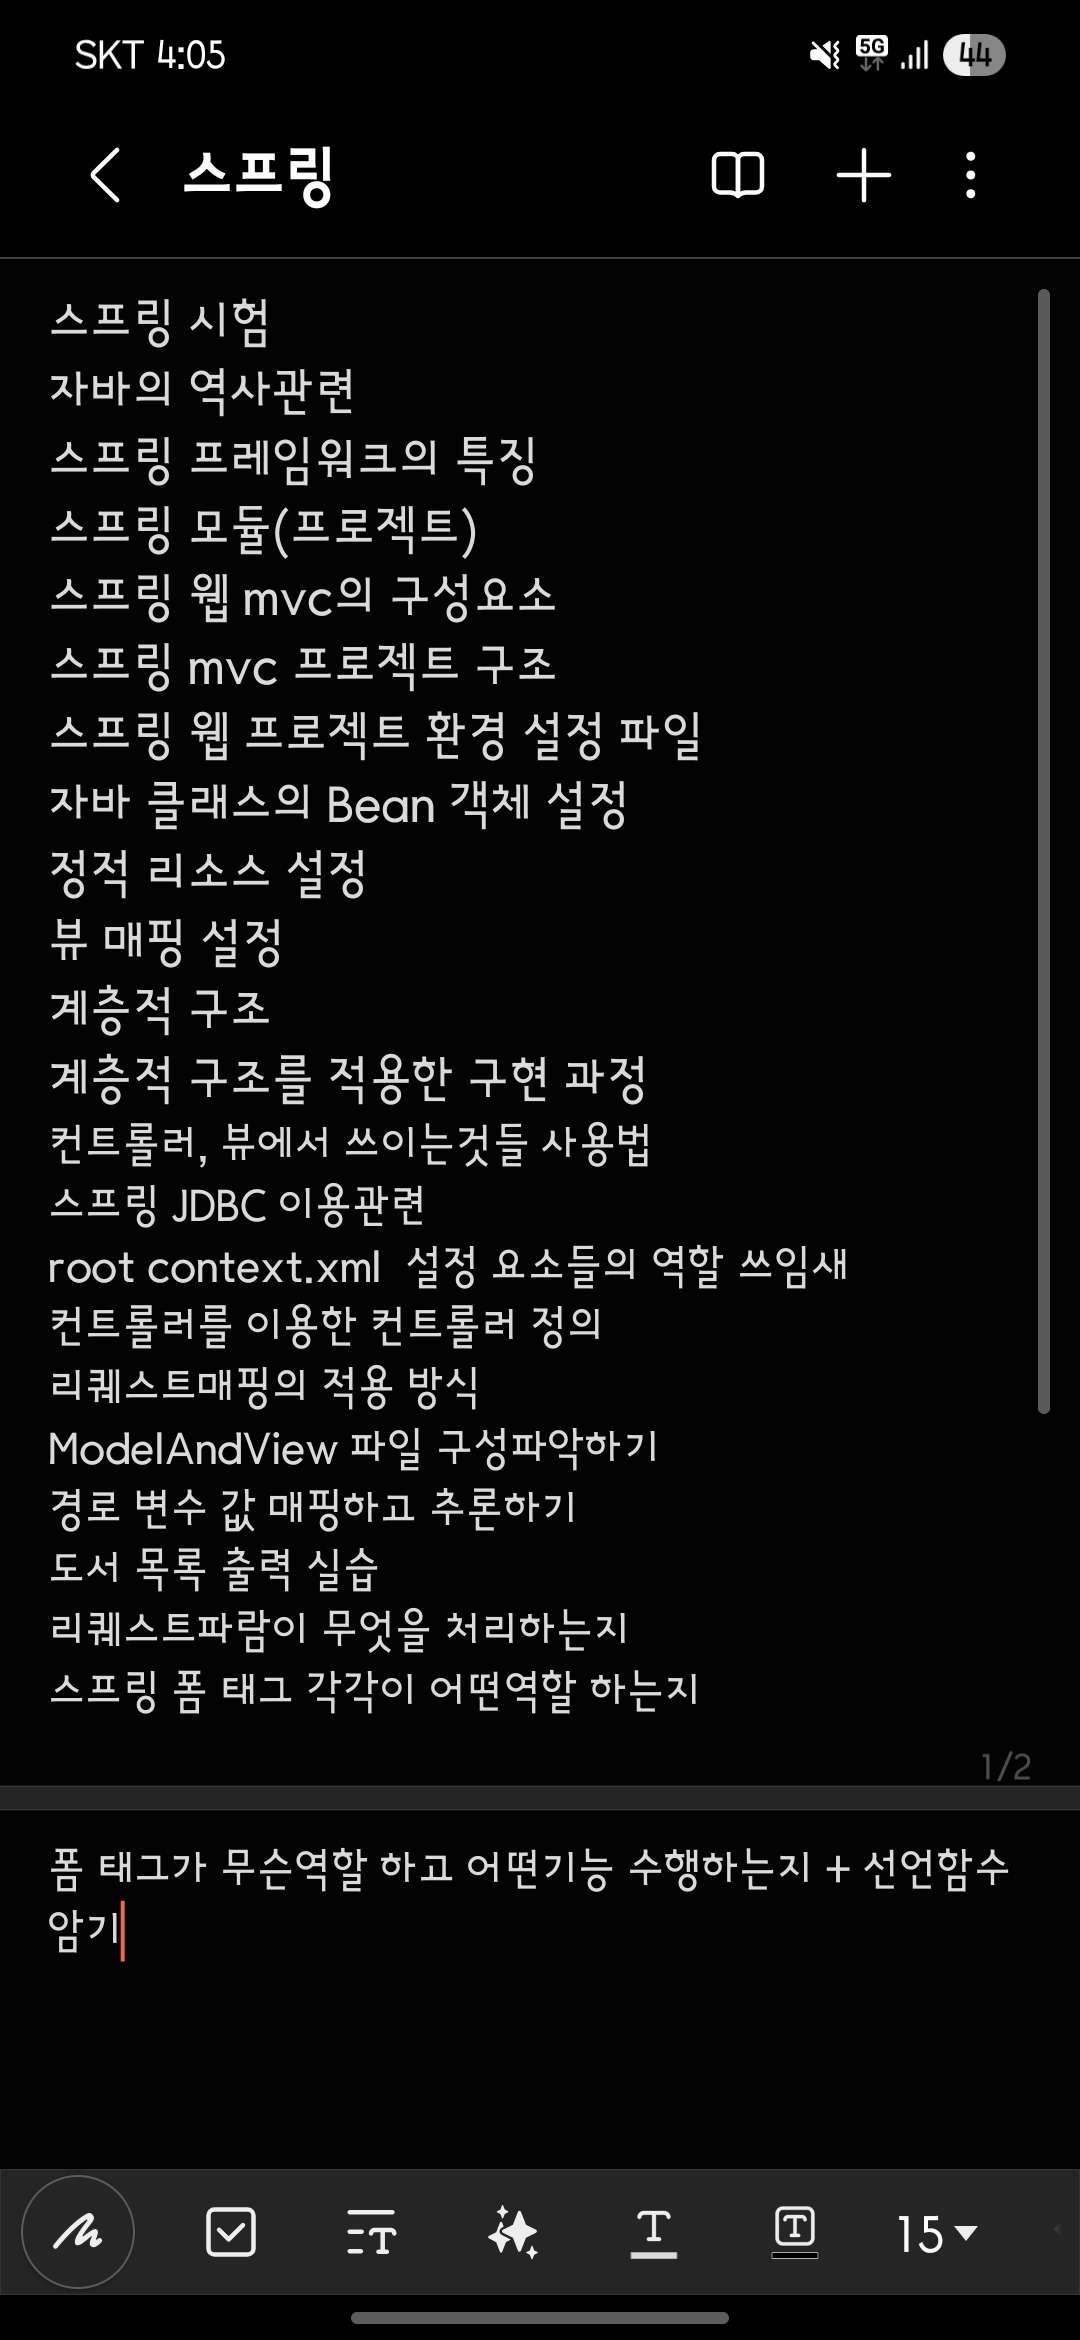 SKT 4:05
5G
44
스프링
스프링 시험
자바의 역사관련
스프링 프레임워크의 특징
스프링 모듈(프로젝트)
스프링 웹 mvc의 구성요소
스프링 mvc 프로젝트 구조
스프링 웹 프로젝트 환경 설정 파일
자바 클래스의 Bean 객체 설정
정적 리소스 설정
뷰 매핑 설정
계층적 구조
계층적 구조를 적용한 구현 과정
컨트롤러, 뷰에서 쓰이는것들 사용법
스프링 JDBC 이용관련
root context.xml 설정 요소들의 역할 쓰임새
컨트롤러를 이용한 컨트롤러 정의
리퀘스트매핑의 적용 방식
ModelAndView 파일 구성파악하기
경로 변수 값 매핑하고 추론하기
도서 목록 출력 실습
리퀘스트파람이 무엇을 처리하는지
스프링 폼 태그 각각이 어떤역할 하는지
1/2
폼 태그가 무슨역할 하고 어떤기능 수행하는지 + 선언함수
암기
15